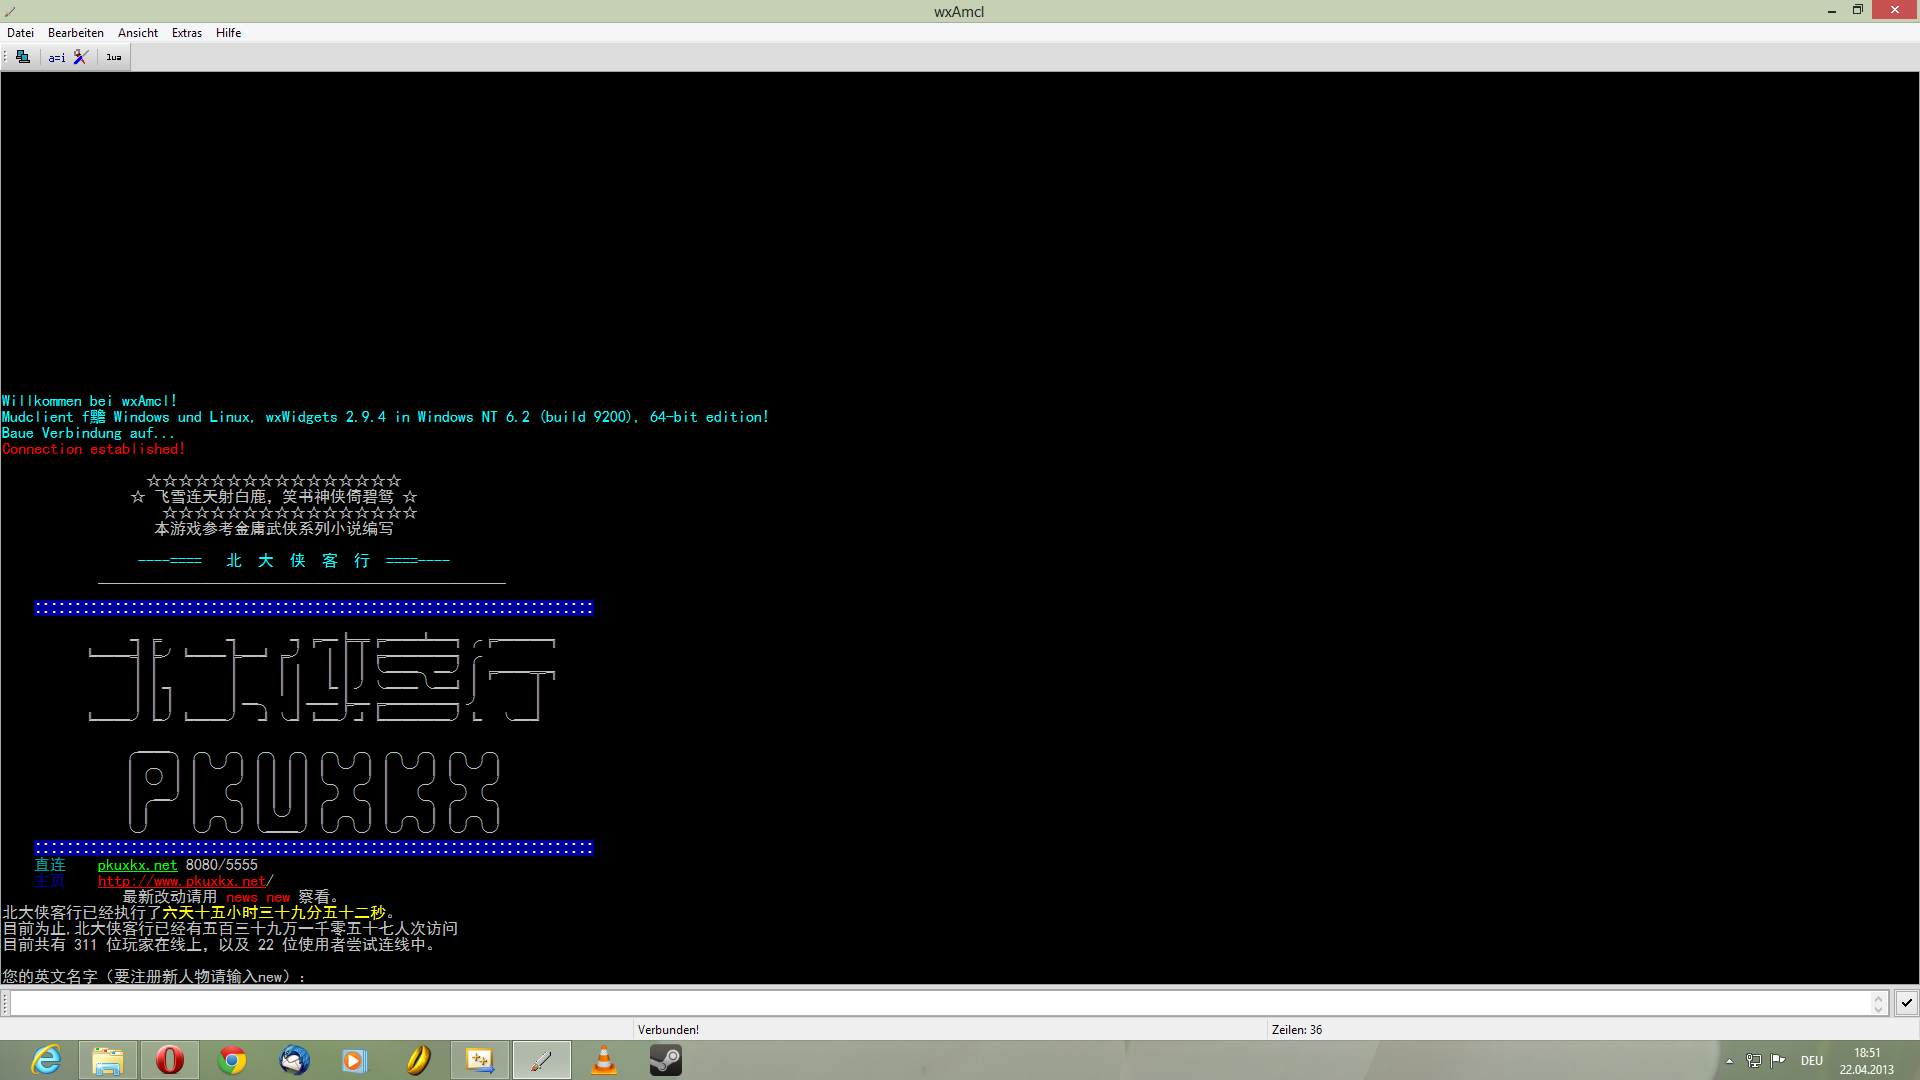 wxAmcl
Datei Bearbeiten Ansicht Extras Hilfe
a=i lua
Willkommen bei wxAmcl!
Mudclient f黸 Windows und Linux, wxWidgets 2.9.4 in Windows NT 6.2 (build 9200), 64-bit edition!
Baue Verbindung auf...
Connection established!
☆☆☆☆☆☆☆☆☆☆☆☆☆☆☆☆
☆ 飞雪连天射白鹿，笑书神侠倚碧鸳 ☆
☆☆☆☆☆☆☆☆☆☆☆☆☆☆☆☆
本游戏参考金庸武侠系列小说编写
----==== 北 大 侠 客 行 ====----
北大侠客行
PKUXKX
直连 pkuxkx.net 8080/5555
主页 http://www.pkuxkx.net/
最新改动请用 news new 察看。
北大侠客行已经执行了六天十五小时三十九分五十二秒。
目前为止,北大侠客行已经有五百三十九万一千零五十七人次访问
目前共有 311 位玩家在线上，以及 22 位使用者尝试连线中。
您的英文名字（要注册新人物请输入new）：
Verbunden! Zeilen: 36
DEU 18:51
22.04.2013